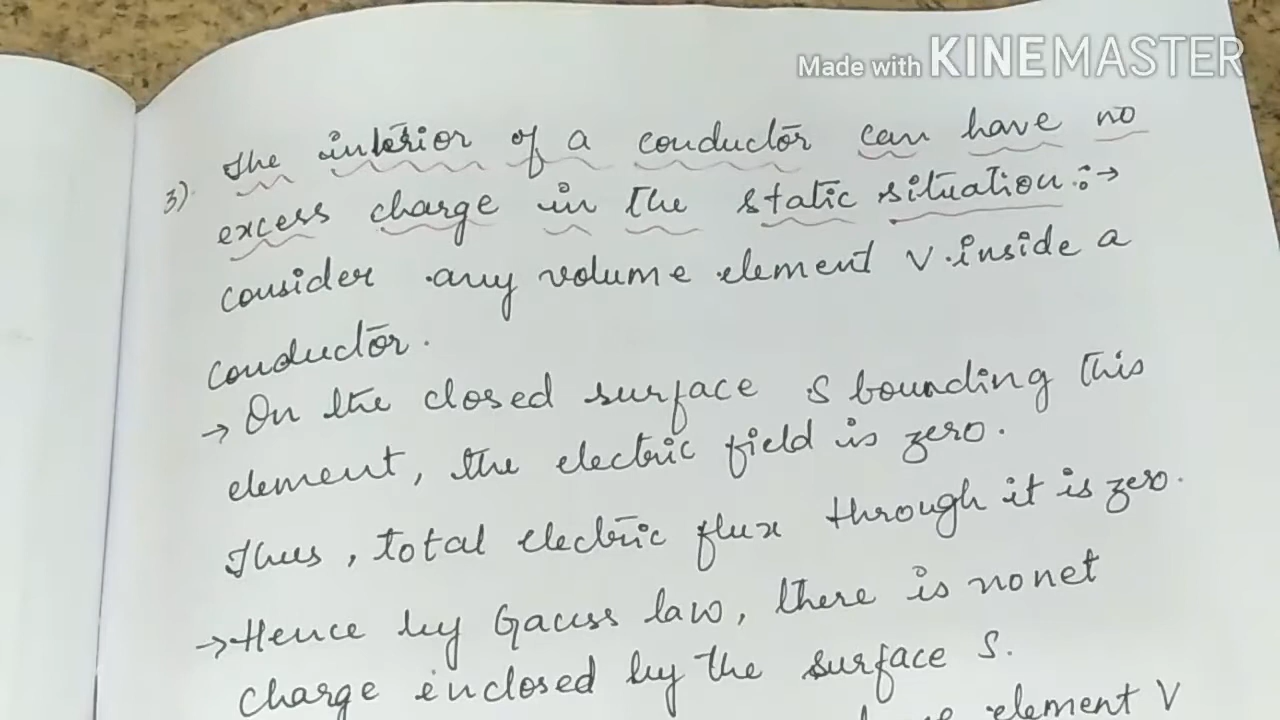 Made with KINEMASTER
3). The interior of a conductor can have no
excess charge in the static situation :→
Consider any volume element V inside a
conductor.
→ On the closed surface S bounding this
element, the electric field is zero.
Thus, total electric flux through it is zero.
→ Hence by Gauss law, there is no net
charge enclosed by the surface S.
element V